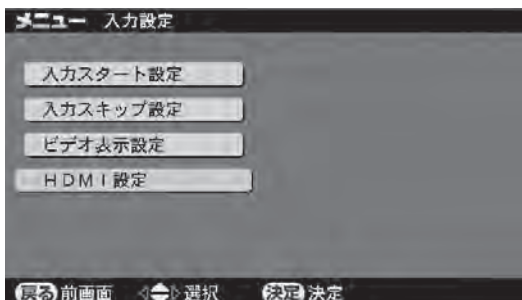 メニュー 入力設定
入力スタート設定
入力スキップ設定
ビデオ表示設定
HDMI設定
戻る 前画面 選択 決定 決定